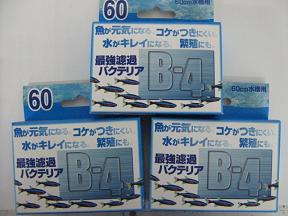 60
60cm水槽用
魚が元気になる。コケがつきにくい。
水がキレイになる。繁殖にも。
最強濾過
バクテリア
B-4
60
魚が元気になる。コケがつきにくい。
水がキレイになる。繁殖にも。
最強濾過
バクテリア
B-4
60
60cm水槽用
魚が元気になる。コケがつきにくい。
水がキレイになる。繁殖にも。
最強濾過
バクテリア
B-4